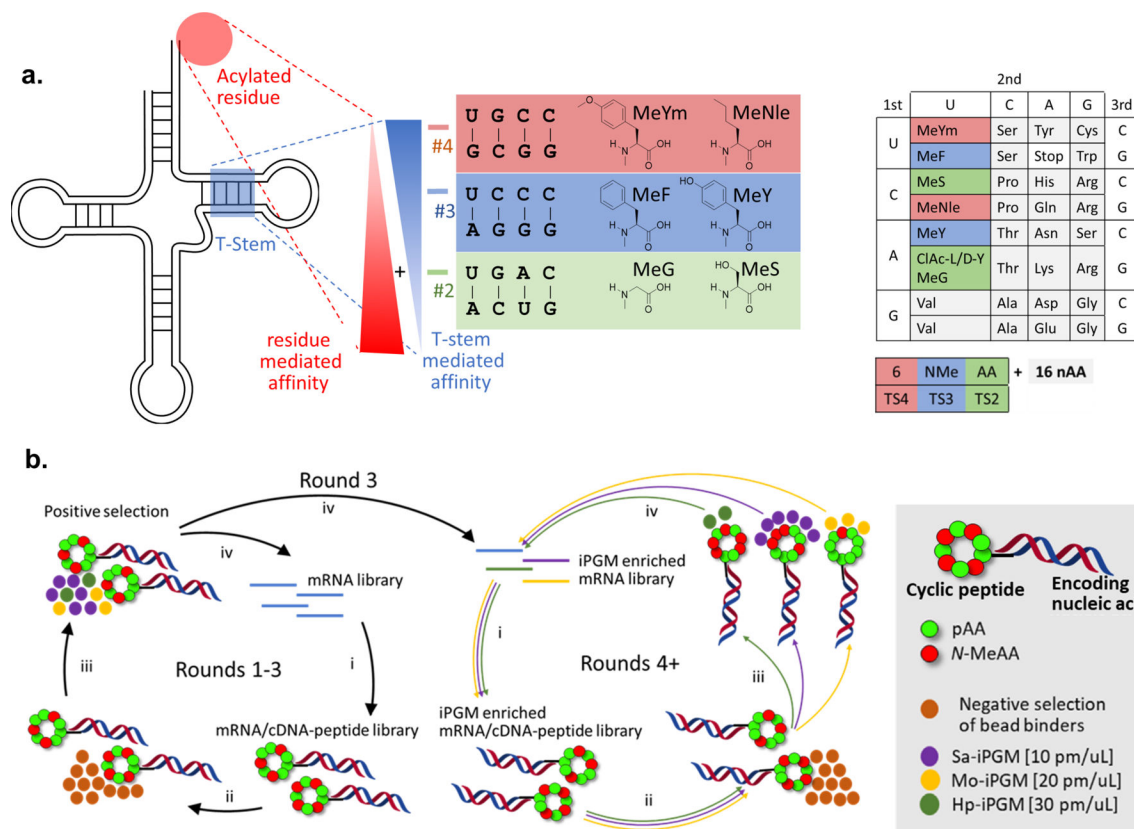 a.
Acylated
residue
T-Stem
+
residue
mediated
affinity
T-stem
mediated
affinity
#4
U G C C
G C G G
MeYm
MeNle
#3
U C C C
A G G G
MeF
MeY
#2
U G A C
A C U G
MeG
MeS
2nd
1st U C A G 3rd
U MeYm Ser Tyr Cys C
MeF Ser Stop Trp G
C MeS Pro His Arg C
MeNle Pro Gln Arg G
A MeY Thr Asn Ser C
ClAc-L/D-Y
MeG Thr Lys Arg G
G Val Ala Asp Gly C
Val Ala Glu Gly G
6 NMe AA + 16 nAA
TS4 TS3 TS2
b.
Round 3
Positive selection
iv
iv
mRNA library
iii
Rounds 1-3
i
mRNA/cDNA-peptide library
ii
iv
iPGM enriched
mRNA library
i
Rounds 4+
iii
iPGM enriched
mRNA/cDNA-peptide library
ii
Cyclic peptide
Encoding
nucleic ac
pAA
N-MeAA
Negative selection
of bead binders
Sa-iPGM [10 pm/uL]
Mo-iPGM [20 pm/uL]
Hp-iPGM [30 pm/uL]